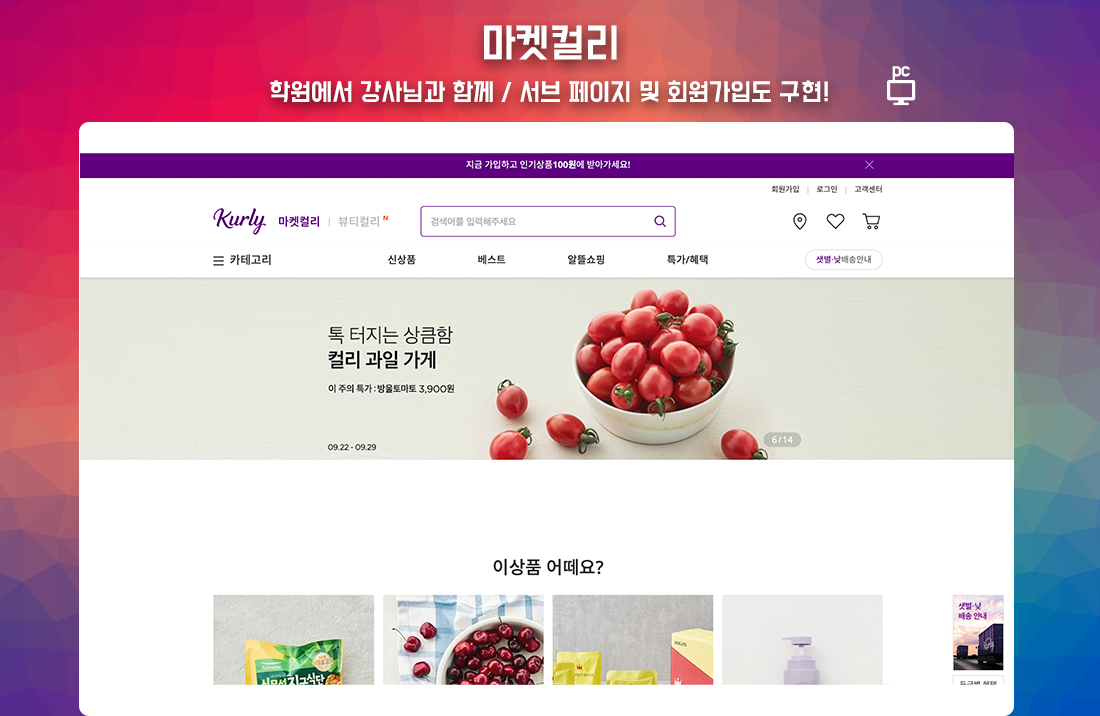 마켓컬리
학원에서 강사님과 함께 / 서브 페이지 및 회원가입도 구현!
PC
지금 가입하고 인기상품100원에 받아가세요!
회원가입 | 로그인 | 고객센터
Kurly 마켓컬리 | 뷰티컬리 N
검색어를 입력해주세요
카테고리 신상품 베스트 알뜰쇼핑 특가/혜택 샛별·낮배송안내
톡 터지는 상큼함
컬리 과일 가게
이 주의 특가 : 방울토마토 3,900원
09.22 - 09.29
6/14
이상품 어떼요?
샛별·낮
배송 안내